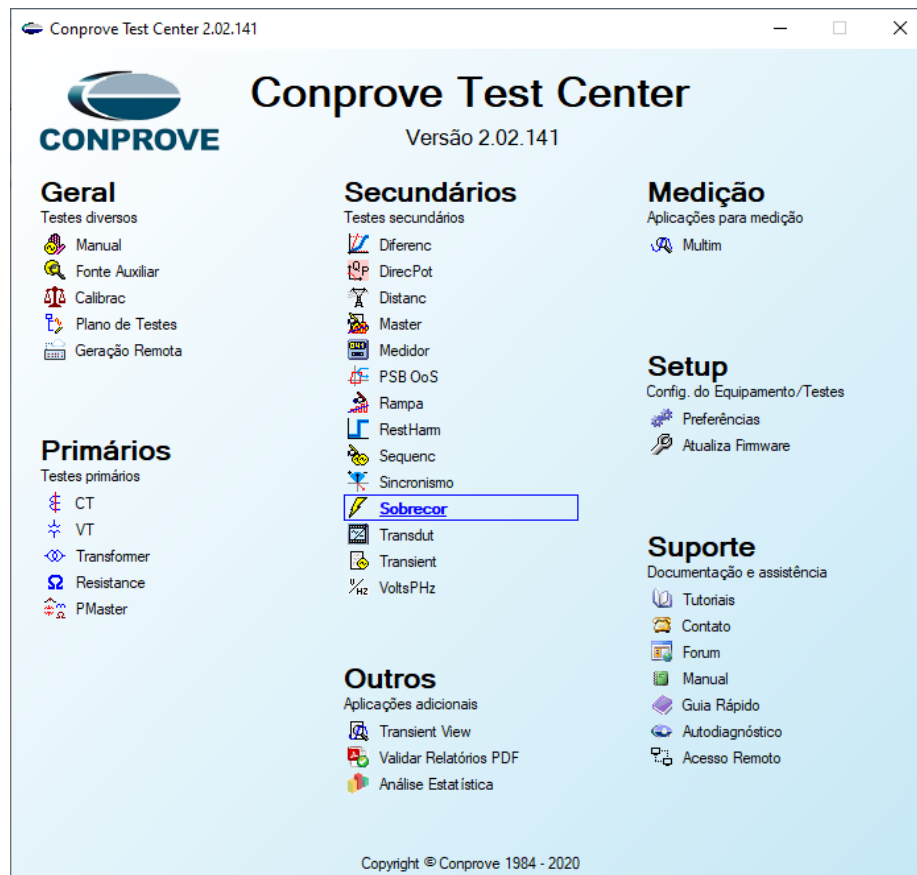 Conprove Test Center 2.02.141
CONPROVE
Conprove Test Center
Versão 2.02.141
Geral
Testes diversos
Manual
Fonte Auxiliar
Calibrac
Plano de Testes
Geração Remota
Primários
Testes primários
CT
VT
Transformer
Resistance
PMaster
Secundários
Testes secundários
Diferenc
DirecPot
Distanc
Master
Medidor
PSB OoS
Rampa
RestHarm
Sequenc
Sincronismo
Sobrecor
Transdut
Transient
VoltsPHz
Outros
Aplicações adicionais
Transient View
Validar Relatórios PDF
Análise Estatística
Medição
Aplicações para medição
Multim
Setup
Config. do Equipamento/Testes
Preferências
Atualiza Firmware
Suporte
Documentação e assistência
Tutoriais
Contato
Forum
Manual
Guia Rápido
Autodiagnóstico
Acesso Remoto
Copyright © Conprove 1984 - 2020